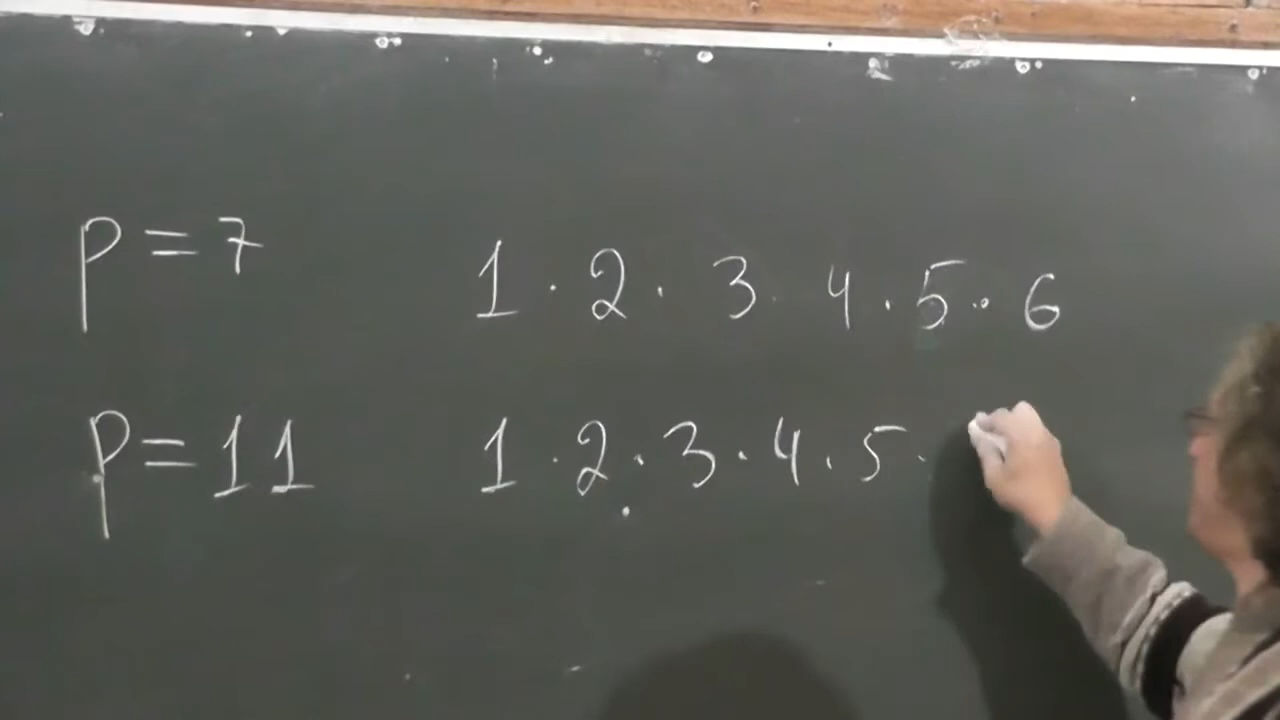 p = 7 1 · 2 · 3 · 4 · 5 · 6
p = 11 1 · 2 · 3 · 4 · 5 ·